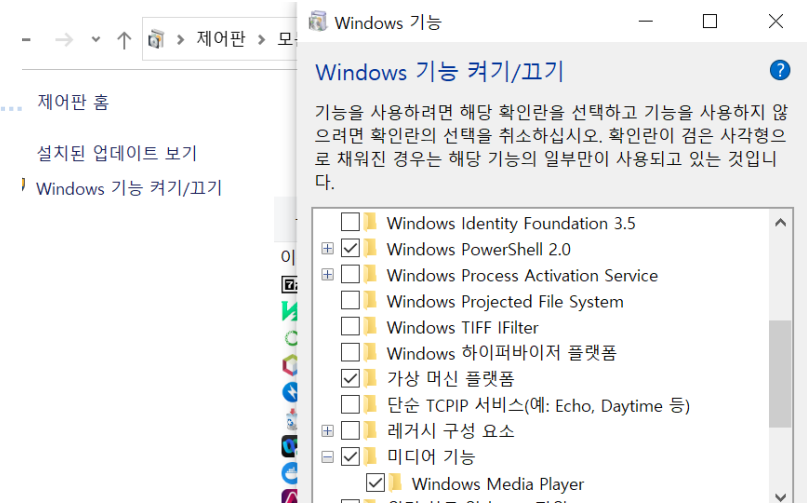 Windows 기능
제어판
Windows 기능 켜기/끄기
제어판 홈
기능을 사용하려면 해당 확인란을 선택하고 기능을 사용하지 않
으려면 확인란의 선택을 취소하십시오. 확인란이 검은 사각형으
로 채워진 경우는 해당 기능의 일부만이 사용되고 있는 것입니
다.
설치된 업데이트 보기
Windows 기능 켜기/끄기
Windows Identity Foundation 3.5
Windows PowerShell 2.0
Windows Process Activation Service
Windows Projected File System
Windows TIFF IFilter
Windows 하이퍼바이저 플랫폼
가상 머신 플랫폼
단순 TCPIP 서비스(예: Echo, Daytime 등)
레거시 구성 요소
미디어 기능
Windows Media Player